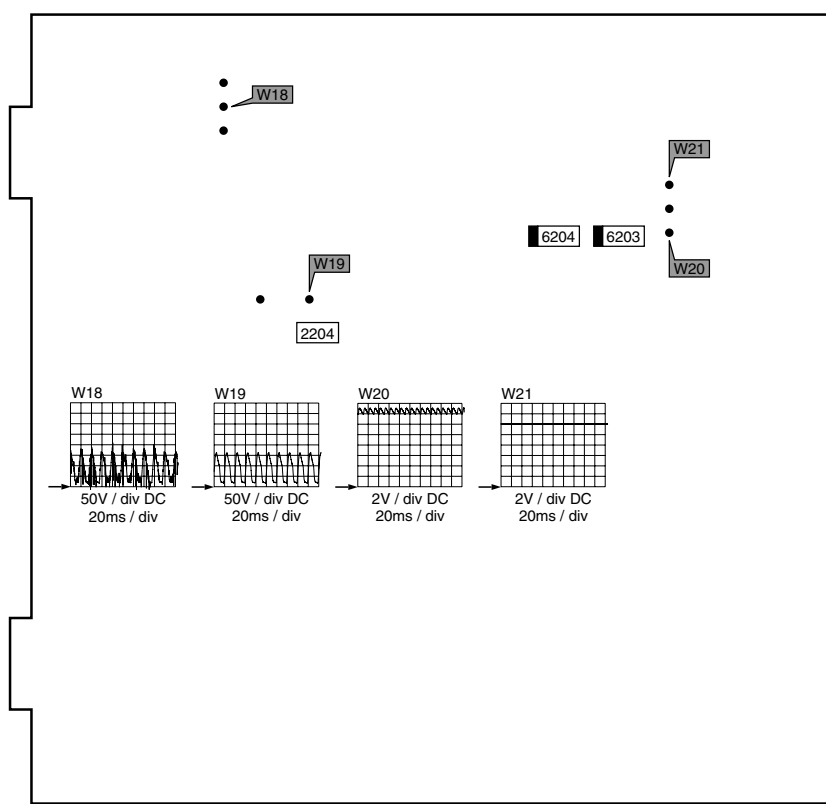 W18
W21
6204
6203
W19
W20
2204
W18
50V / div DC
20ms / div
W19
50V / div DC
20ms / div
W20
2V / div DC
20ms / div
W21
2V / div DC
20ms / div